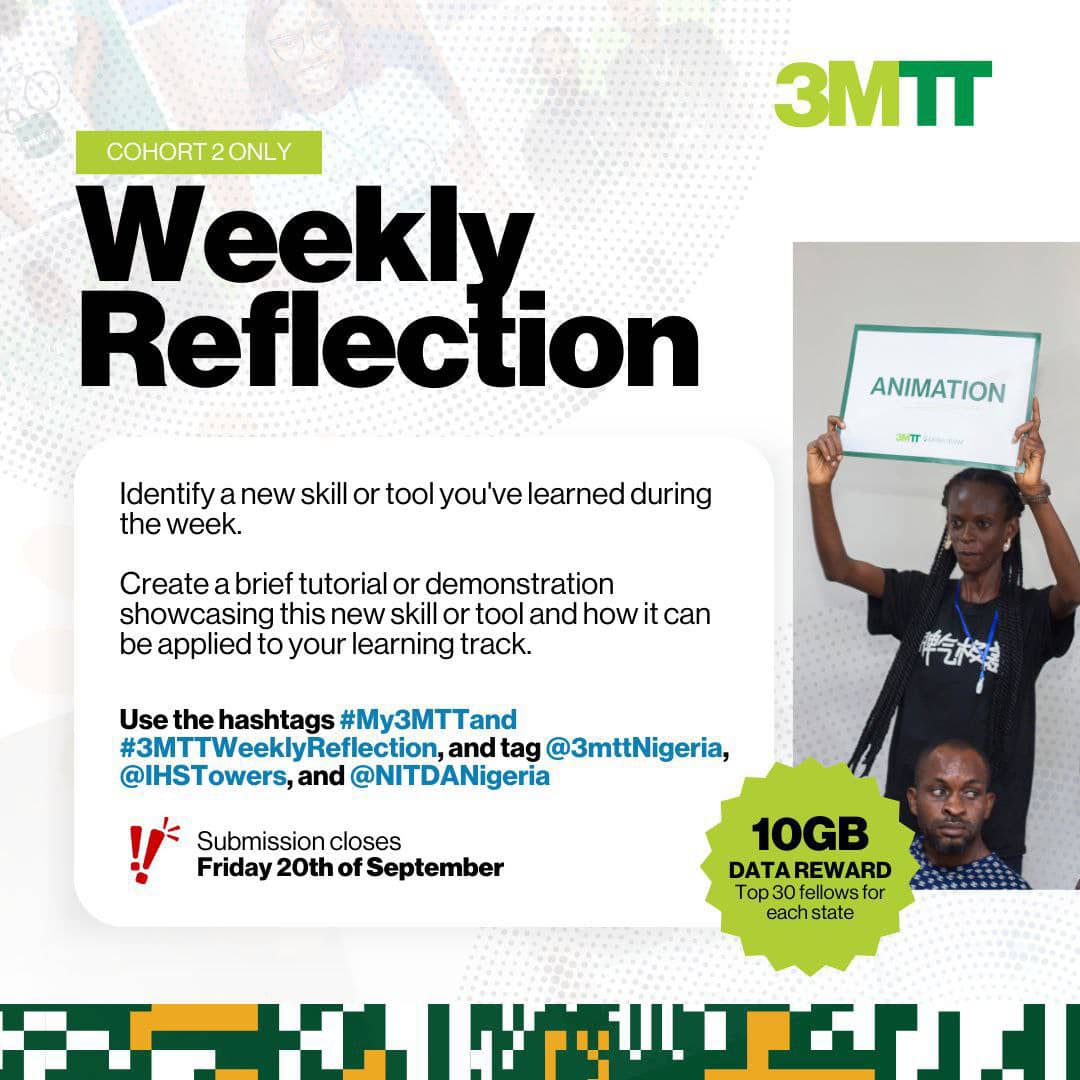 3MTT
COHORT 2 ONLY
Weekly
Reflection
Identify a new skill or tool you've learned during
the week.
Create a brief tutorial or demonstration
showcasing this new skill or tool and how it can
be applied to your learning track.
Use the hashtags #My3MTTand
#3MTTWeeklyReflection, and tag @3mttNigeria,
@IHSTowers, and @NITDANigeria
Submission closes
Friday 20th of September
ANIMATION
3MTT
10GB
DATA REWARD
Top 30 fellows for
each state